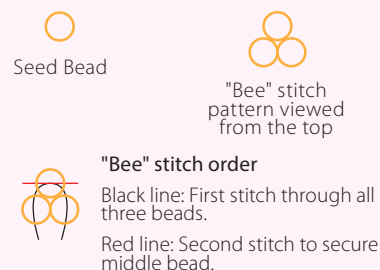 Seed Bead
"Bee" stitch
pattern viewed
from the top
"Bee" stitch order
Black line: First stitch through all
three beads.
Red line: Second stitch to secure
middle bead.